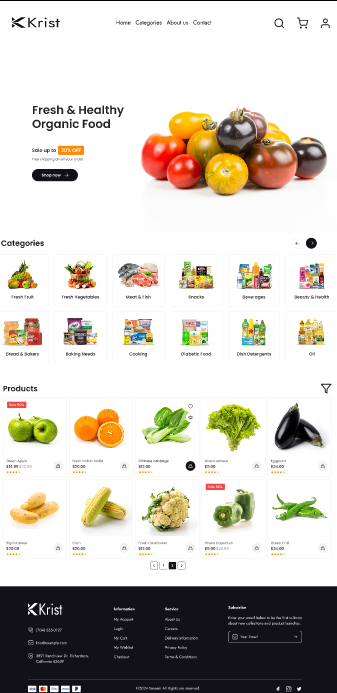 Krist
Home Categories About us Contact
Fresh & Healthy
Organic Food
Sale up to 30% OFF
Free shipping on all your order.
Shop now →
Categories
Fresh Fruit Fresh Vegetables Meat & Fish Snacks Beverages Beauty & Health
Bread & Bakery Baking Needs Cooking Diabetic Food Dish Detergents Oil
Products
Sale 50%
Green Apple Fresh Indian Malta Chinese cabbage Green Lettuce Eggplant
$14.99 $20.99 $20.00 $12.00 $9.00 $34.00
Sale 50%
Big Potatoes Corn Fresh Cauliflower Green Capsicum Green Chili
$20.00 $20.00 $12.00 $9.00 $20.99 $34.00
1 2
Krist
Information Service Subscribe
Enter your email below to be the first to know
about new collections and product launches.
My Account About Us
(704) 555-0127
Login Careers
Your Email
krist@example.com
My Cart Delivery Information
My Wishlist Privacy Policy
3891 Ranchview Dr. Richardson,
California 62639
Checkout Terms & Conditions
VISA
©2024 All Rights are reserved